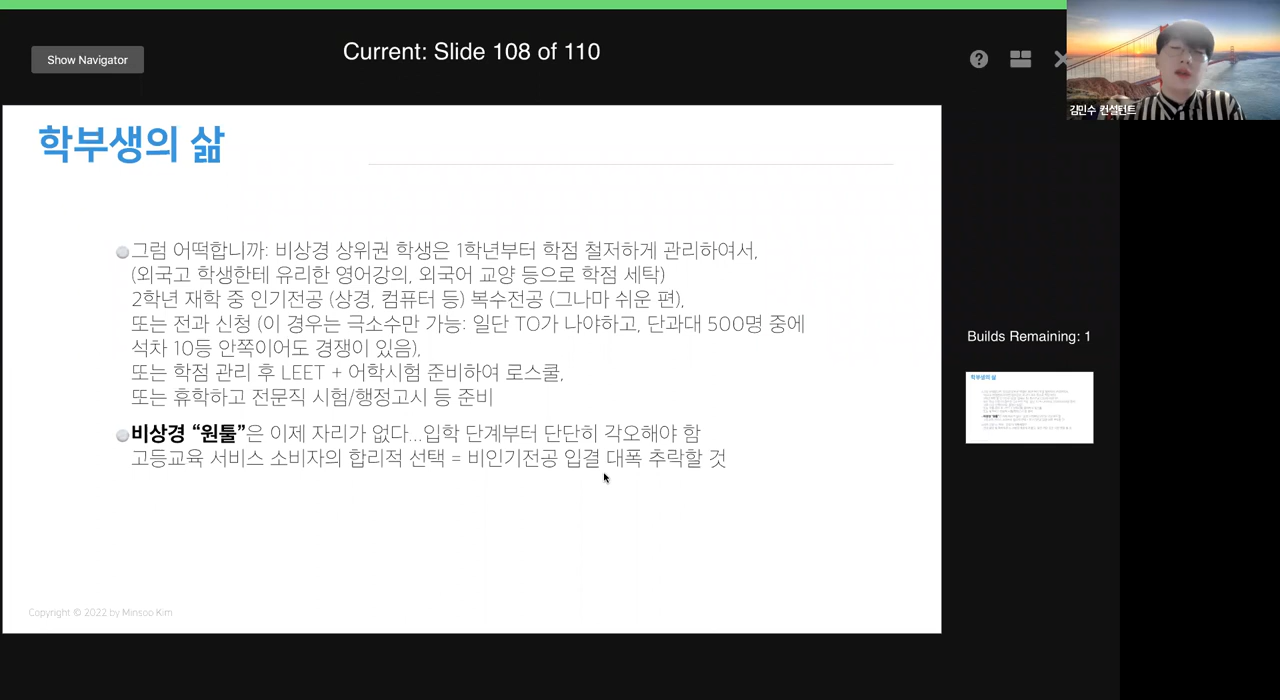 Show Navigator
Current: Slide 108 of 110
?
김민수 컨설턴트
학부생의 삶
그럼 어떡합니까: 비상경 상위권 학생은 1학년부터 학점 철저하게 관리하여서,
(외국고 학생한테 유리한 영어강의, 외국어 교양 등으로 학점 세탁)
2학년 재학 중 인기전공 (상경, 컴퓨터 등) 복수전공 (그나마 쉬운 편),
또는 전과 신청 (이 경우는 극소수만 가능: 일단 TO가 나야하고, 단과대 500명 중에
석차 10등 안쪽이어도 경쟁이 있음),
또는 학점 관리 후 LEET + 어학시험 준비하여 로스쿨,
또는 휴학하고 전문직 시험/행정고시 등 준비
비상경 “원툴”은 이제 자리가 없다...입학 단계부터 단단히 각오해야 함
고등교육 서비스 소비자의 합리적 선택 = 비인기전공 입결 대폭 추락할 것
Builds Remaining: 1
학부생의 삶
Copyright © 2022 by Minsoo Kim